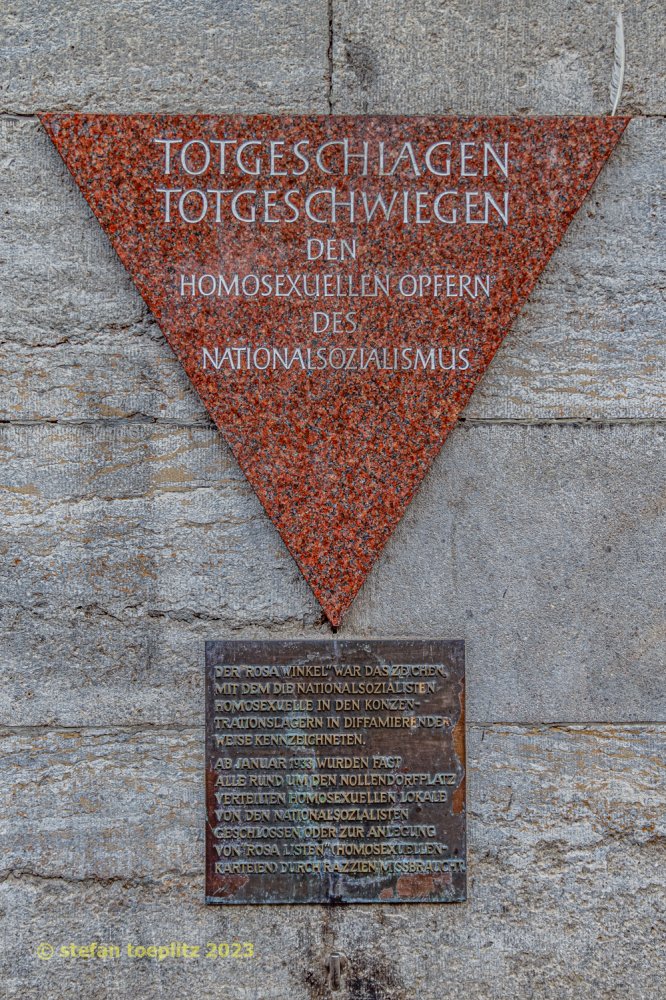 TOTGESCHLAGEN
TOTGESCHWIEGEN
DEN
HOMOSEXUELLEN OPFERN
DES
NATIONALSOZIALISMUS
DER "ROSA WINKEL" WAR DAS ZEICHEN,
MIT DEM DIE NATIONALSOZIALISTEN
HOMOSEXUELLE IN DEN KONZEN-
TRATIONSLAGERN IN DIFFAMIERENDER
WEISE KENNZEICHNETEN.
AB JANUAR 1933 WURDEN FAST
ALLE RUND UM DEN NOLLENDORFPLATZ
VERTEILTEN HOMOSEXUELLEN LOKALE
VON DEN NATIONALSOZIALISTEN
GESCHLOSSEN ODER ZUR ANLEGUNG
VON "ROSA LISTEN" (HOMOSEXUELLEN-
KARTEIEN) DURCH RAZZIEN MISSBRAUCHT
© stefan toeplitz 2023